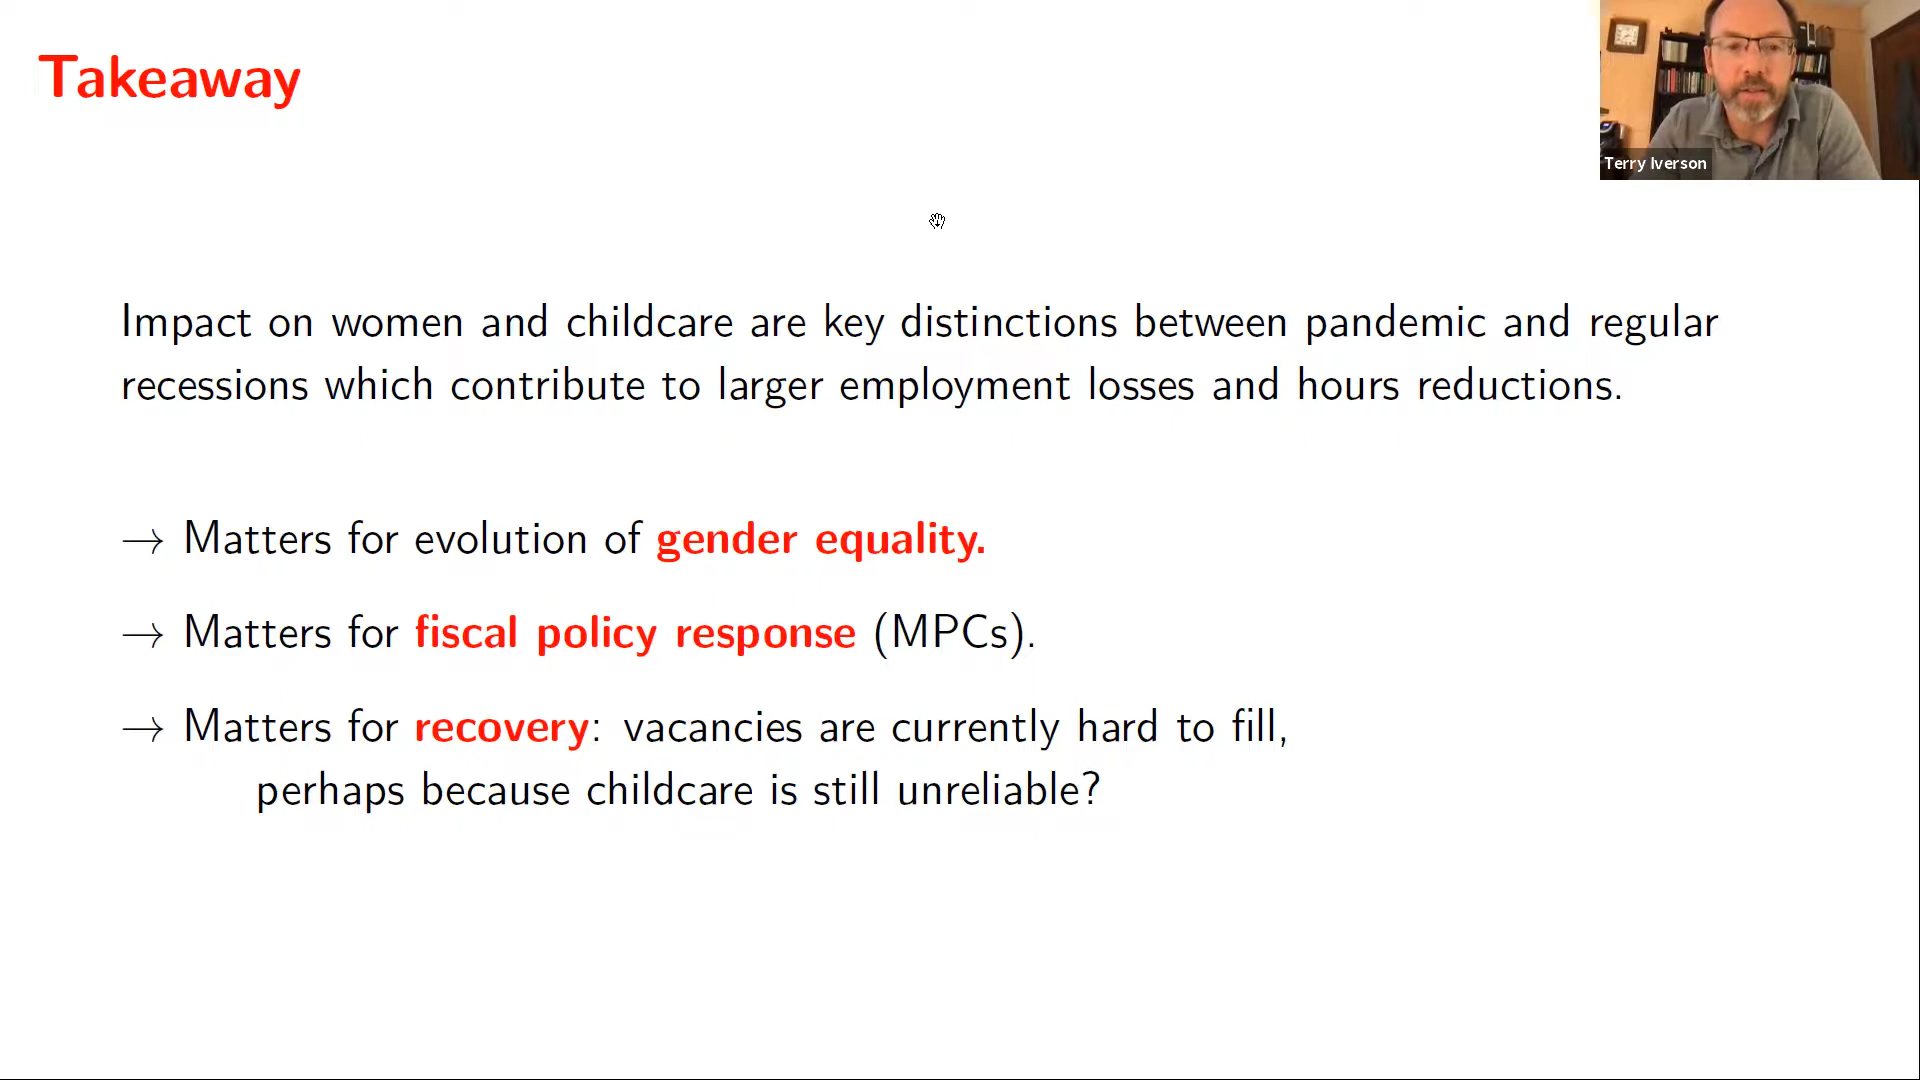 Takeaway
Terry Iverson
Impact on women and childcare are key distinctions between pandemic and regular
recessions which contribute to larger employment losses and hours reductions.
→ Matters for evolution of gender equality.
→ Matters for fiscal policy response (MPCs).
→ Matters for recovery: vacancies are currently hard to fill,
perhaps because childcare is still unreliable?